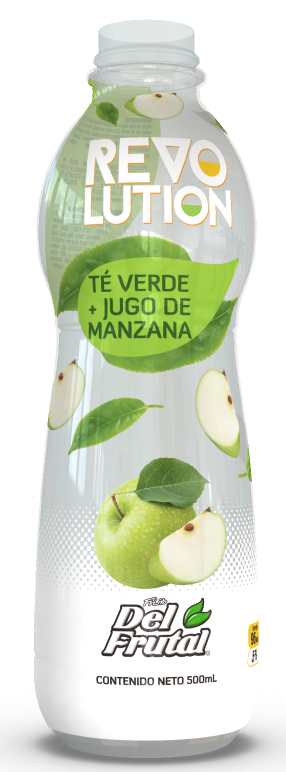 REVO
LUTION
TÉ VERDE
+ JUGO DE
MANZANA
Del
Frutal
CONTENIDO NETO 500mL